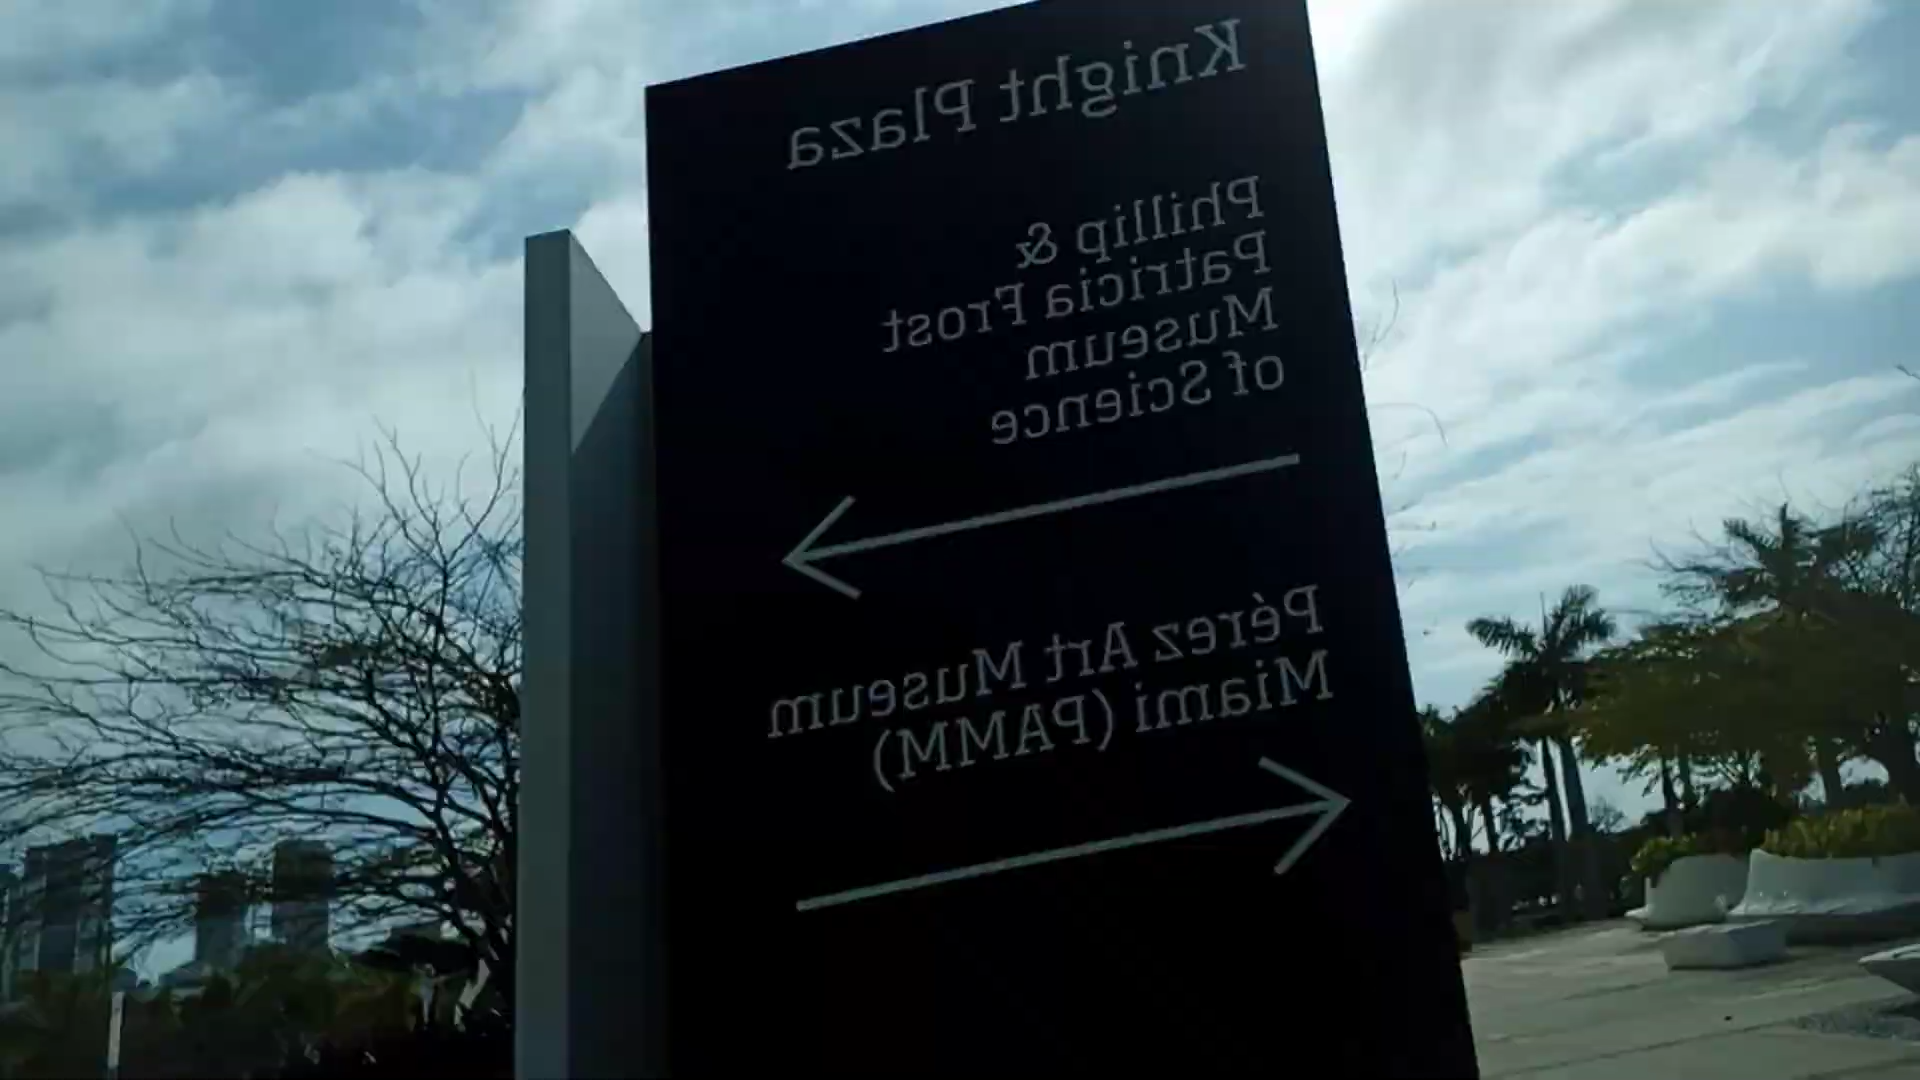 Knight Plaza
Phillip &
Patricia Frost
Museum
of Science
Pérez Art Museum
Miami (PAMM)